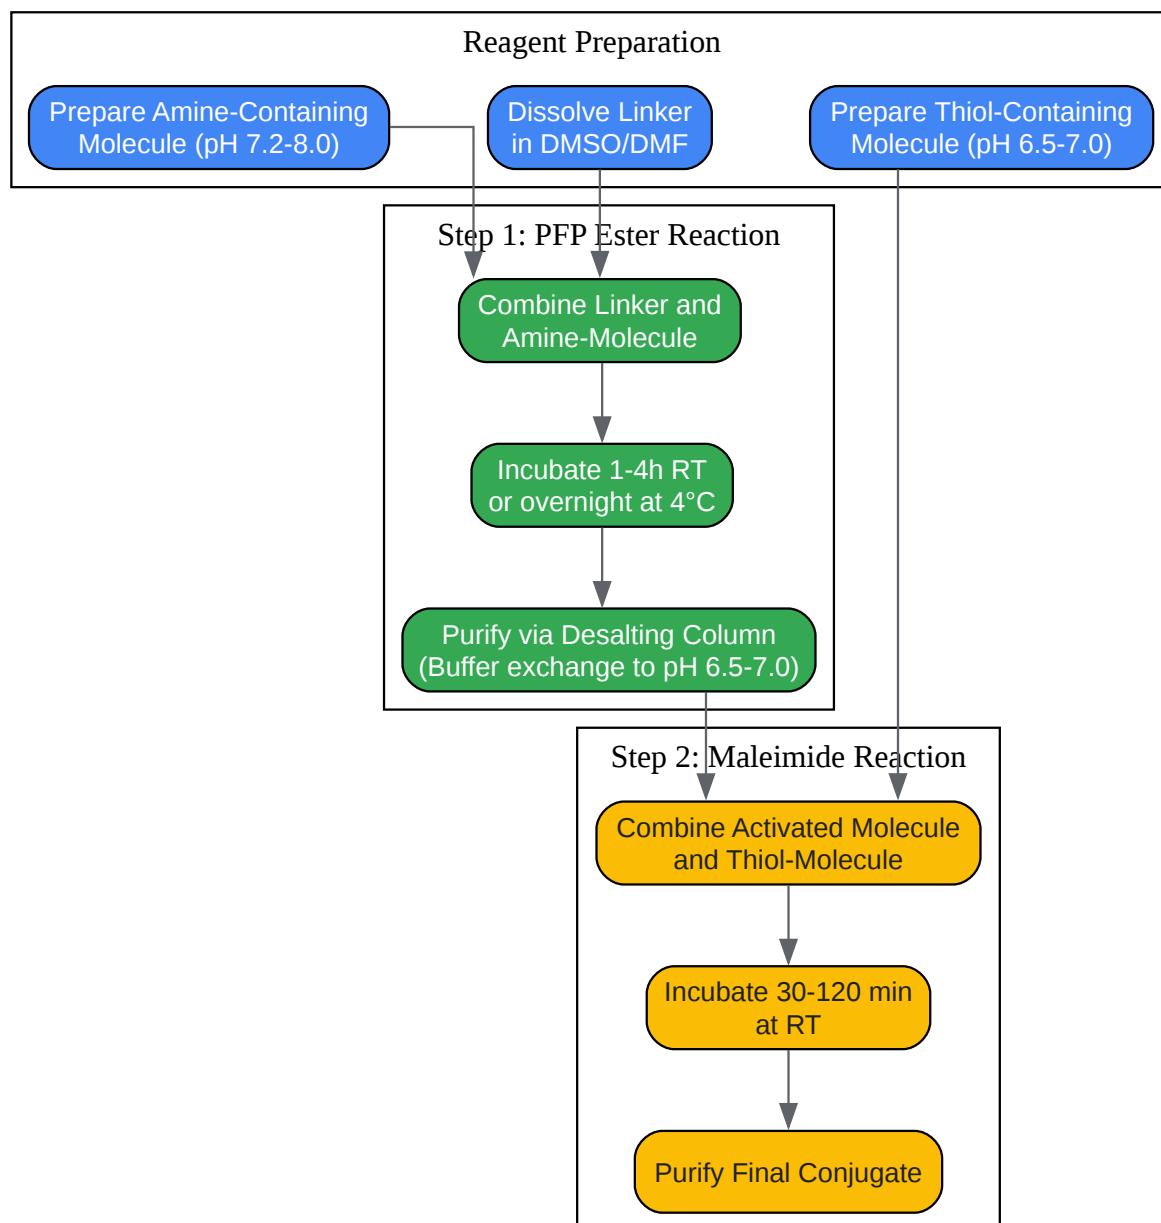 Reagent Preparation
Prepare Amine-Containing
Molecule (pH 7.2-8.0)
Dissolve Linker
in DMSO/DMF
Prepare Thiol-Containing
Molecule (pH 6.5-7.0)
Step 1: PFP Ester Reaction
Combine Linker and
Amine-Molecule
Incubate 1-4h RT
or overnight at 4°C
Purify via Desalting Column
(Buffer exchange to pH 6.5-7.0)
Step 2: Maleimide Reaction
Combine Activated Molecule
and Thiol-Molecule
Incubate 30-120 min
at RT
Purify Final Conjugate